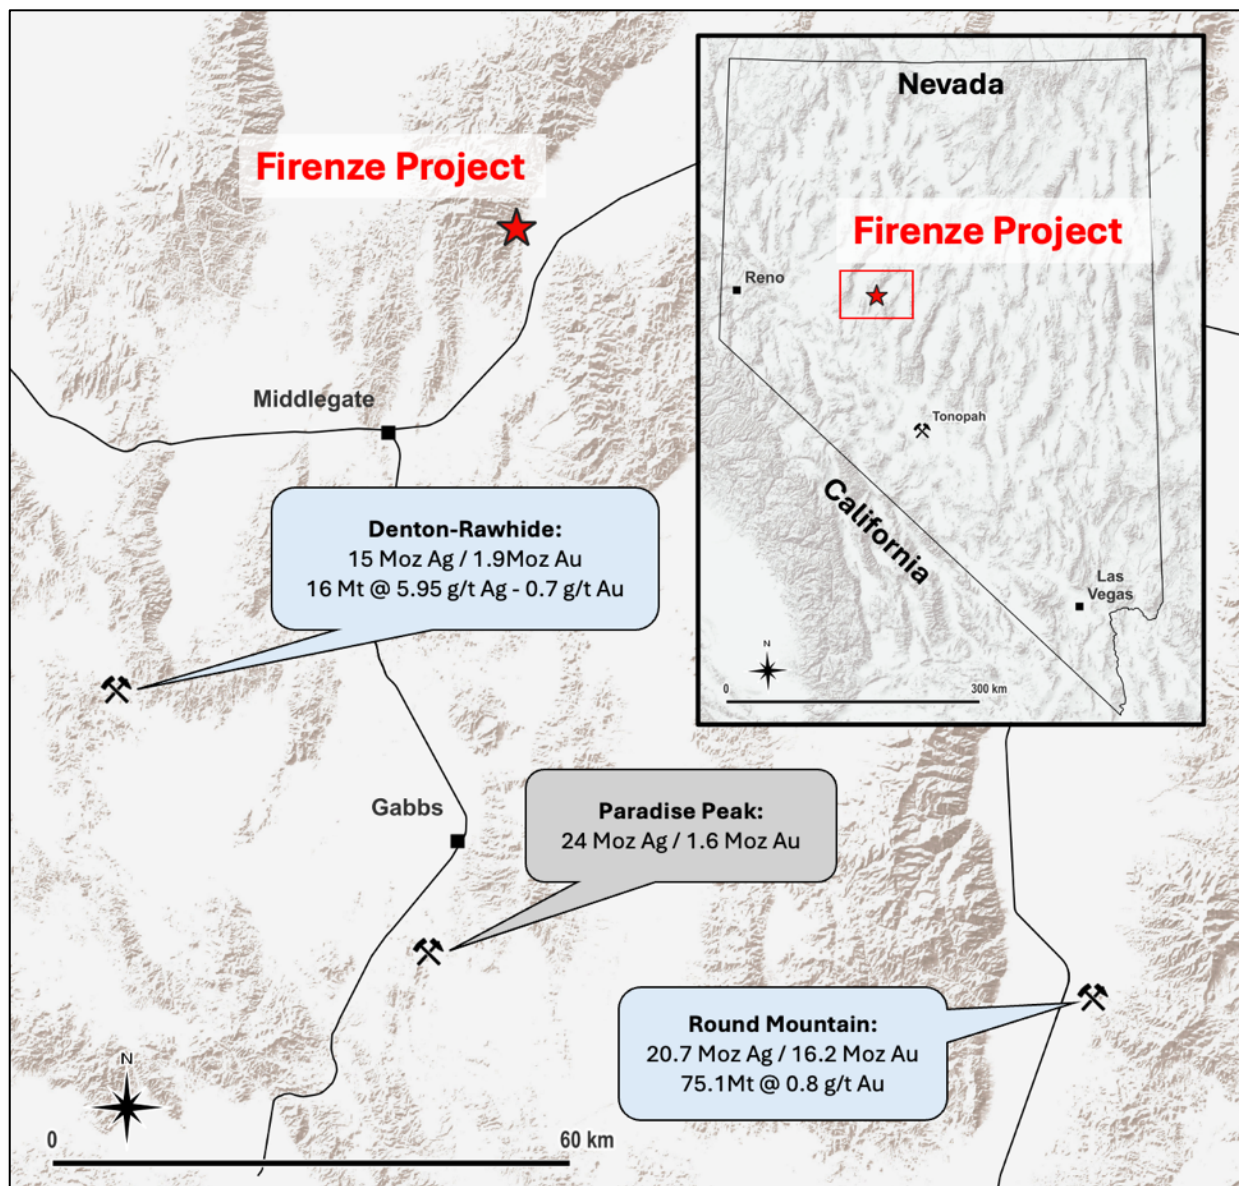 Firenze Project
Middlegate
Denton-Rawhide:
15 Moz Ag / 1.9Moz Au
16 Mt @ 5.95 g/t Ag - 0.7 g/t Au
Gabbs
Paradise Peak:
24 Moz Ag / 1.6 Moz Au
Round Mountain:
20.7 Moz Ag / 16.2 Moz Au
75.1Mt @ 0.8 g/t Au
N
0
60 km
Nevada
Firenze Project
Reno
Tonopah
California
Las
Vegas
N
0
300 km